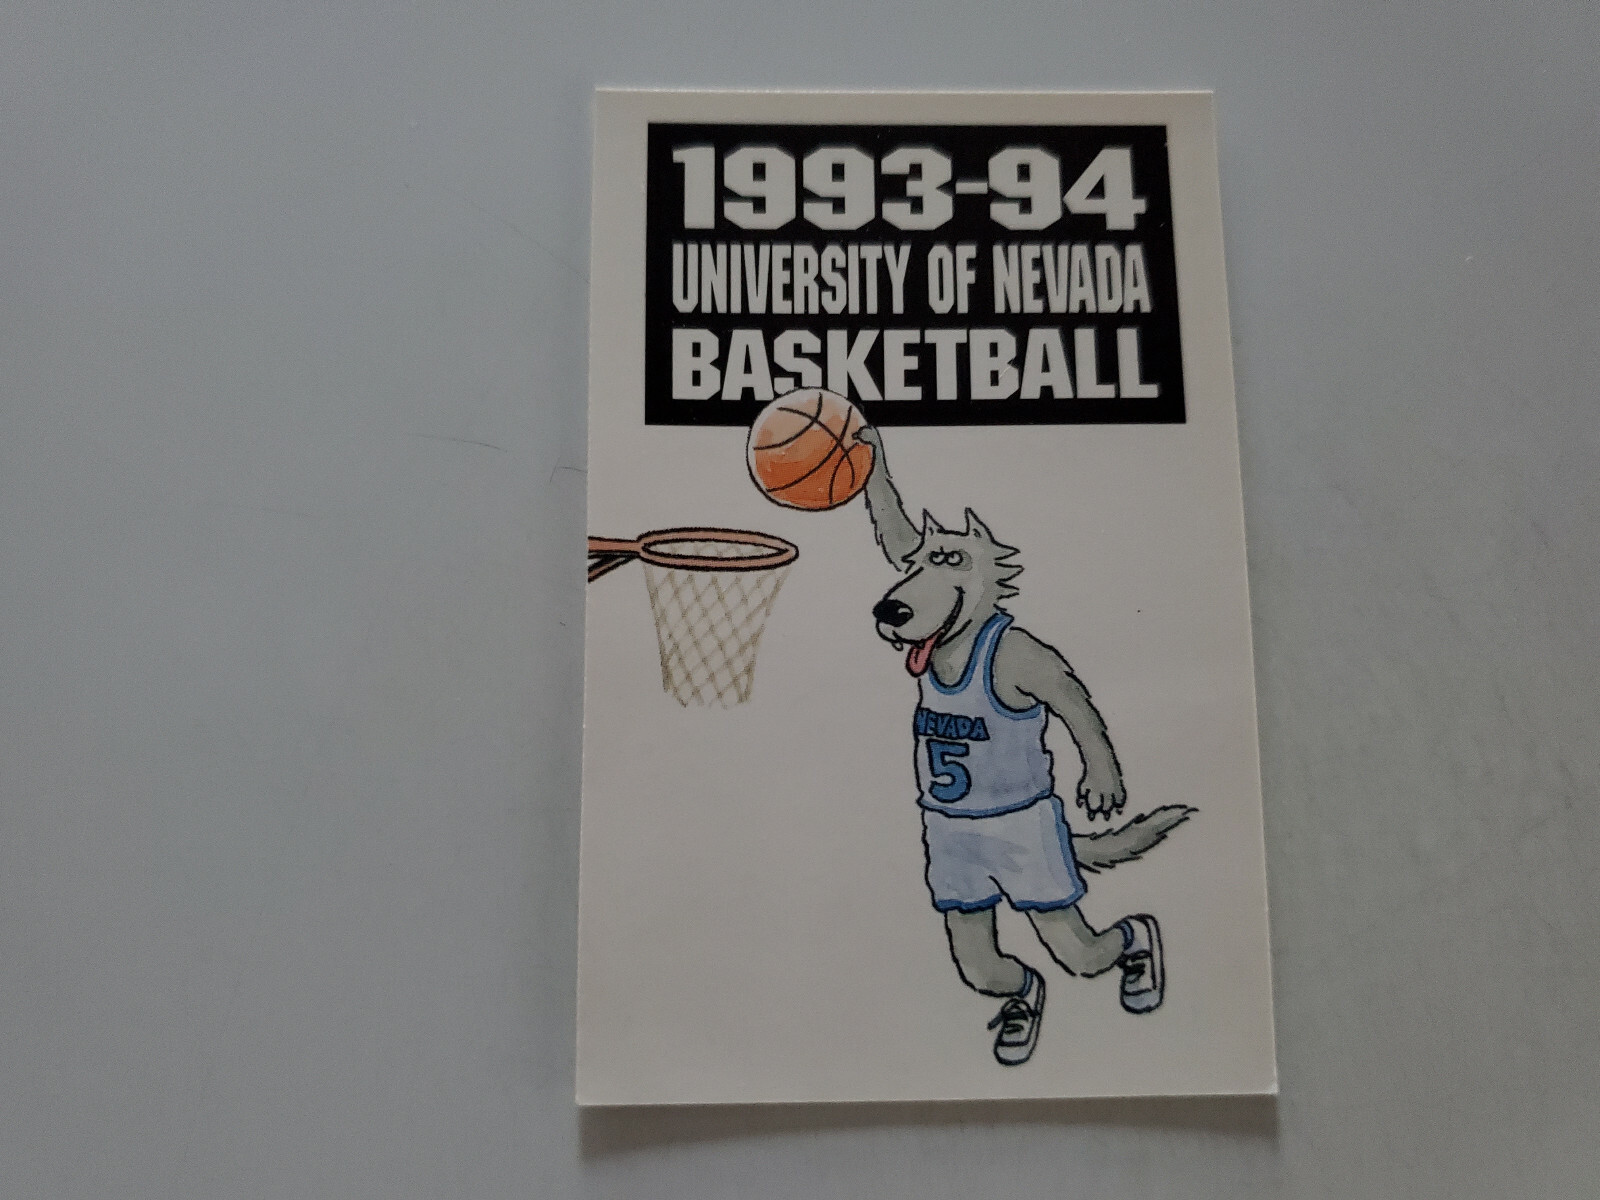 1993-94
UNIVERSITY OF NEVADA
BASKETBALL
NEVADA
5